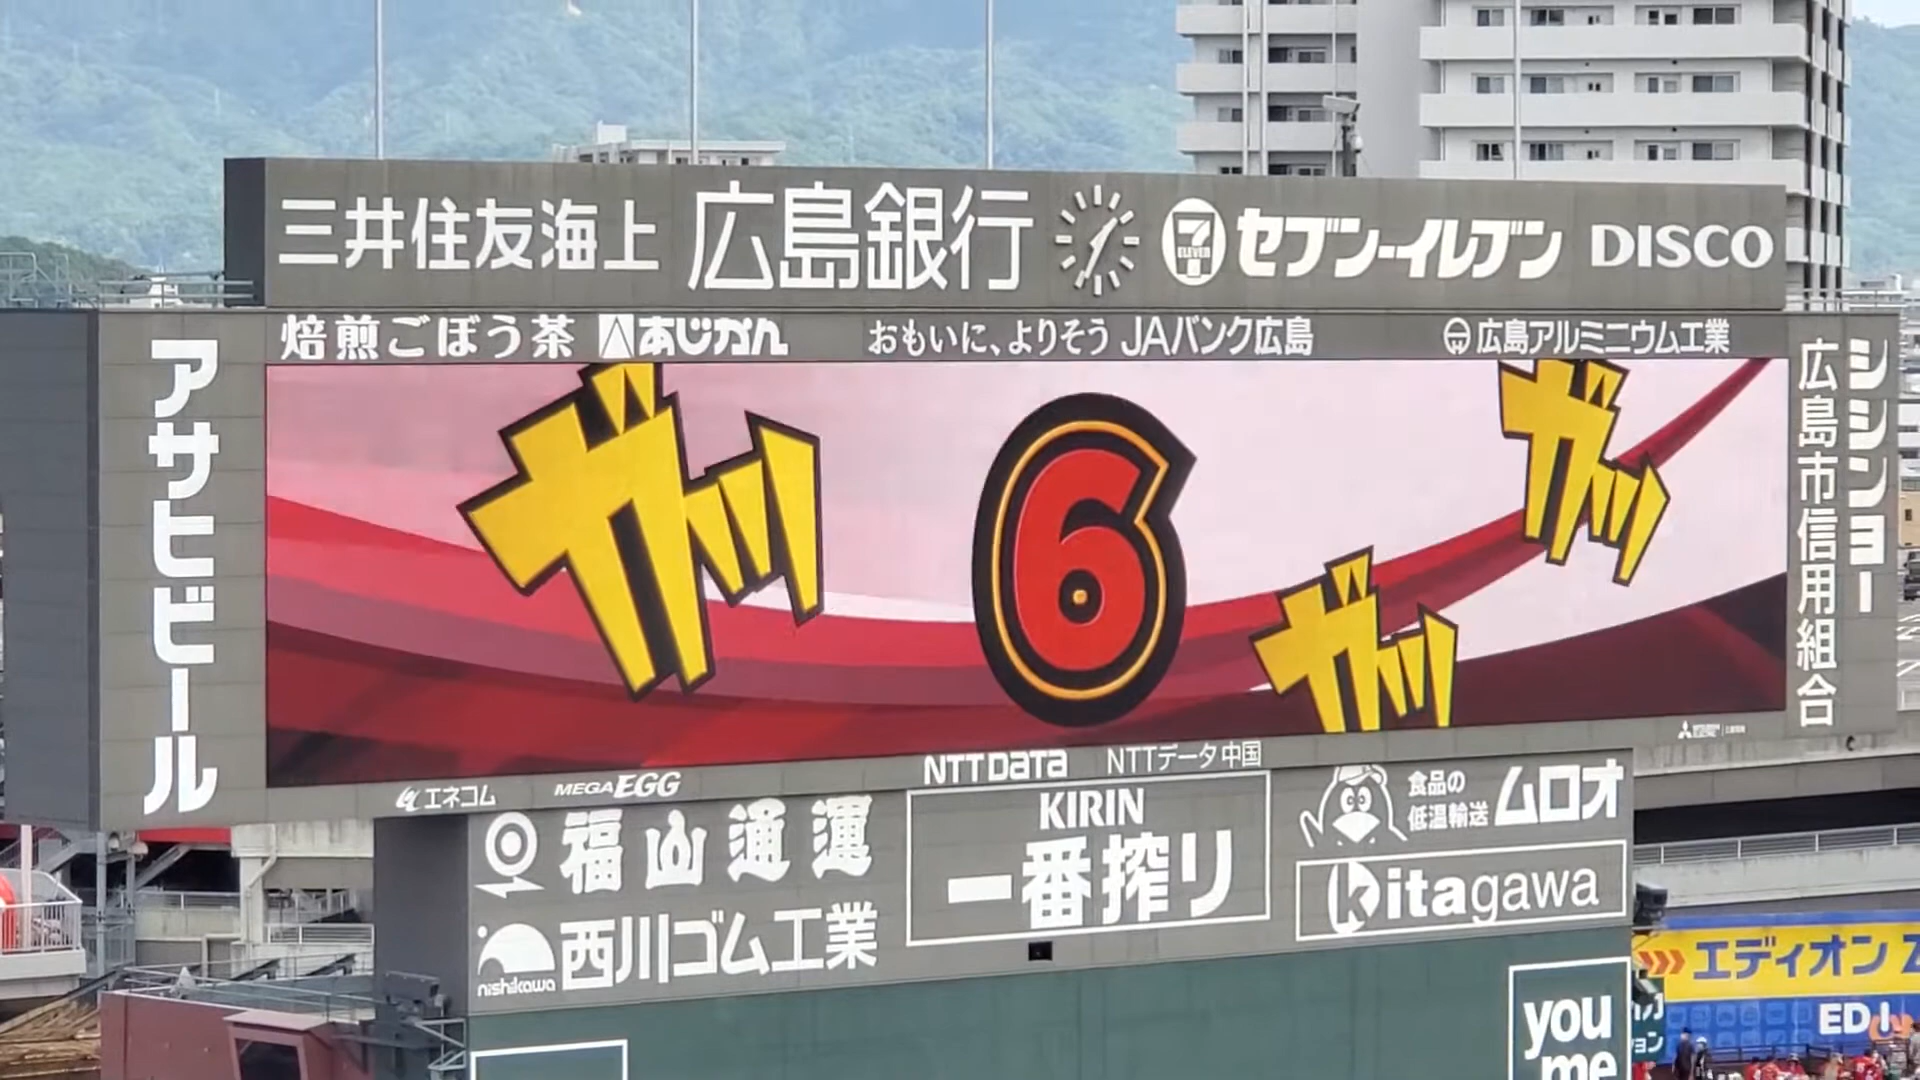 三井住友海上 広島銀行 7 ELEVEN セブン-イレブン DISCO
焙煎ごぼう茶 あじかん おもいに、よりそう JAバンク広島 広島アルミニウム工業
アサヒビール
ガッ 6 ガッ ガッ
シシンヨー
広島市信用組合
エネコム MEGA EGG NTT DATA NTTデータ中国
福山通運 KIRIN 一番搾り 食品の低温輸送 ムロオ
nishikawa 西川ゴム工業 Kitagawa
エディオン
EDI
you
me